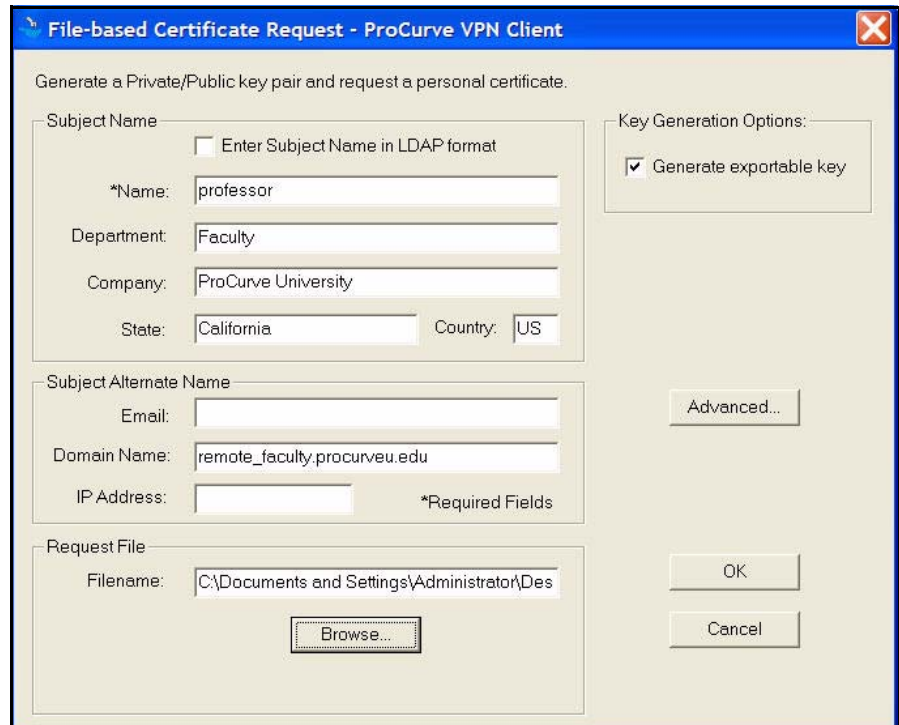 File-based Certificate Request - ProCurve VPN Client
Generate a Private/Public key pair and request a personal certificate.
Subject Name
Enter Subject Name in LDAP format
*Name: professor
Department: Faculty
Company: ProCurve University
State: California Country: US
Key Generation Options:
Generate exportable key
Subject Alternate Name
Email:
Domain Name: remote_faculty.procurveu.edu
IP Address: *Required Fields
Advanced...
Request File
Filename: C:\Documents and Settings\Administrator\Des
Browse...
OK
Cancel